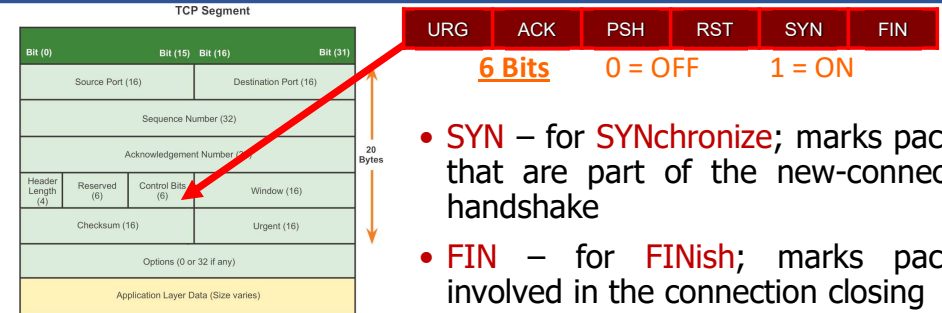 TCP Segment
Bit (0) Bit (15) Bit (16) Bit (31)
Source Port (16) Destination Port (16)
Sequence Number (32)
Acknowledgement Number
Header Length (4) Reserved (6) Control Bits (6) Window (16)
Checksum (16) Urgent (16)
Options (0 or 32 if any)
Application Layer Data (Size varies)
20 Bytes
URG ACK PSH RST SYN FIN
6 Bits 0 = OFF 1 = ON
• SYN – for SYNchronize; marks pac
that are part of the new-connec
handshake
• FIN – for FINish; marks pac
involved in the connection closing